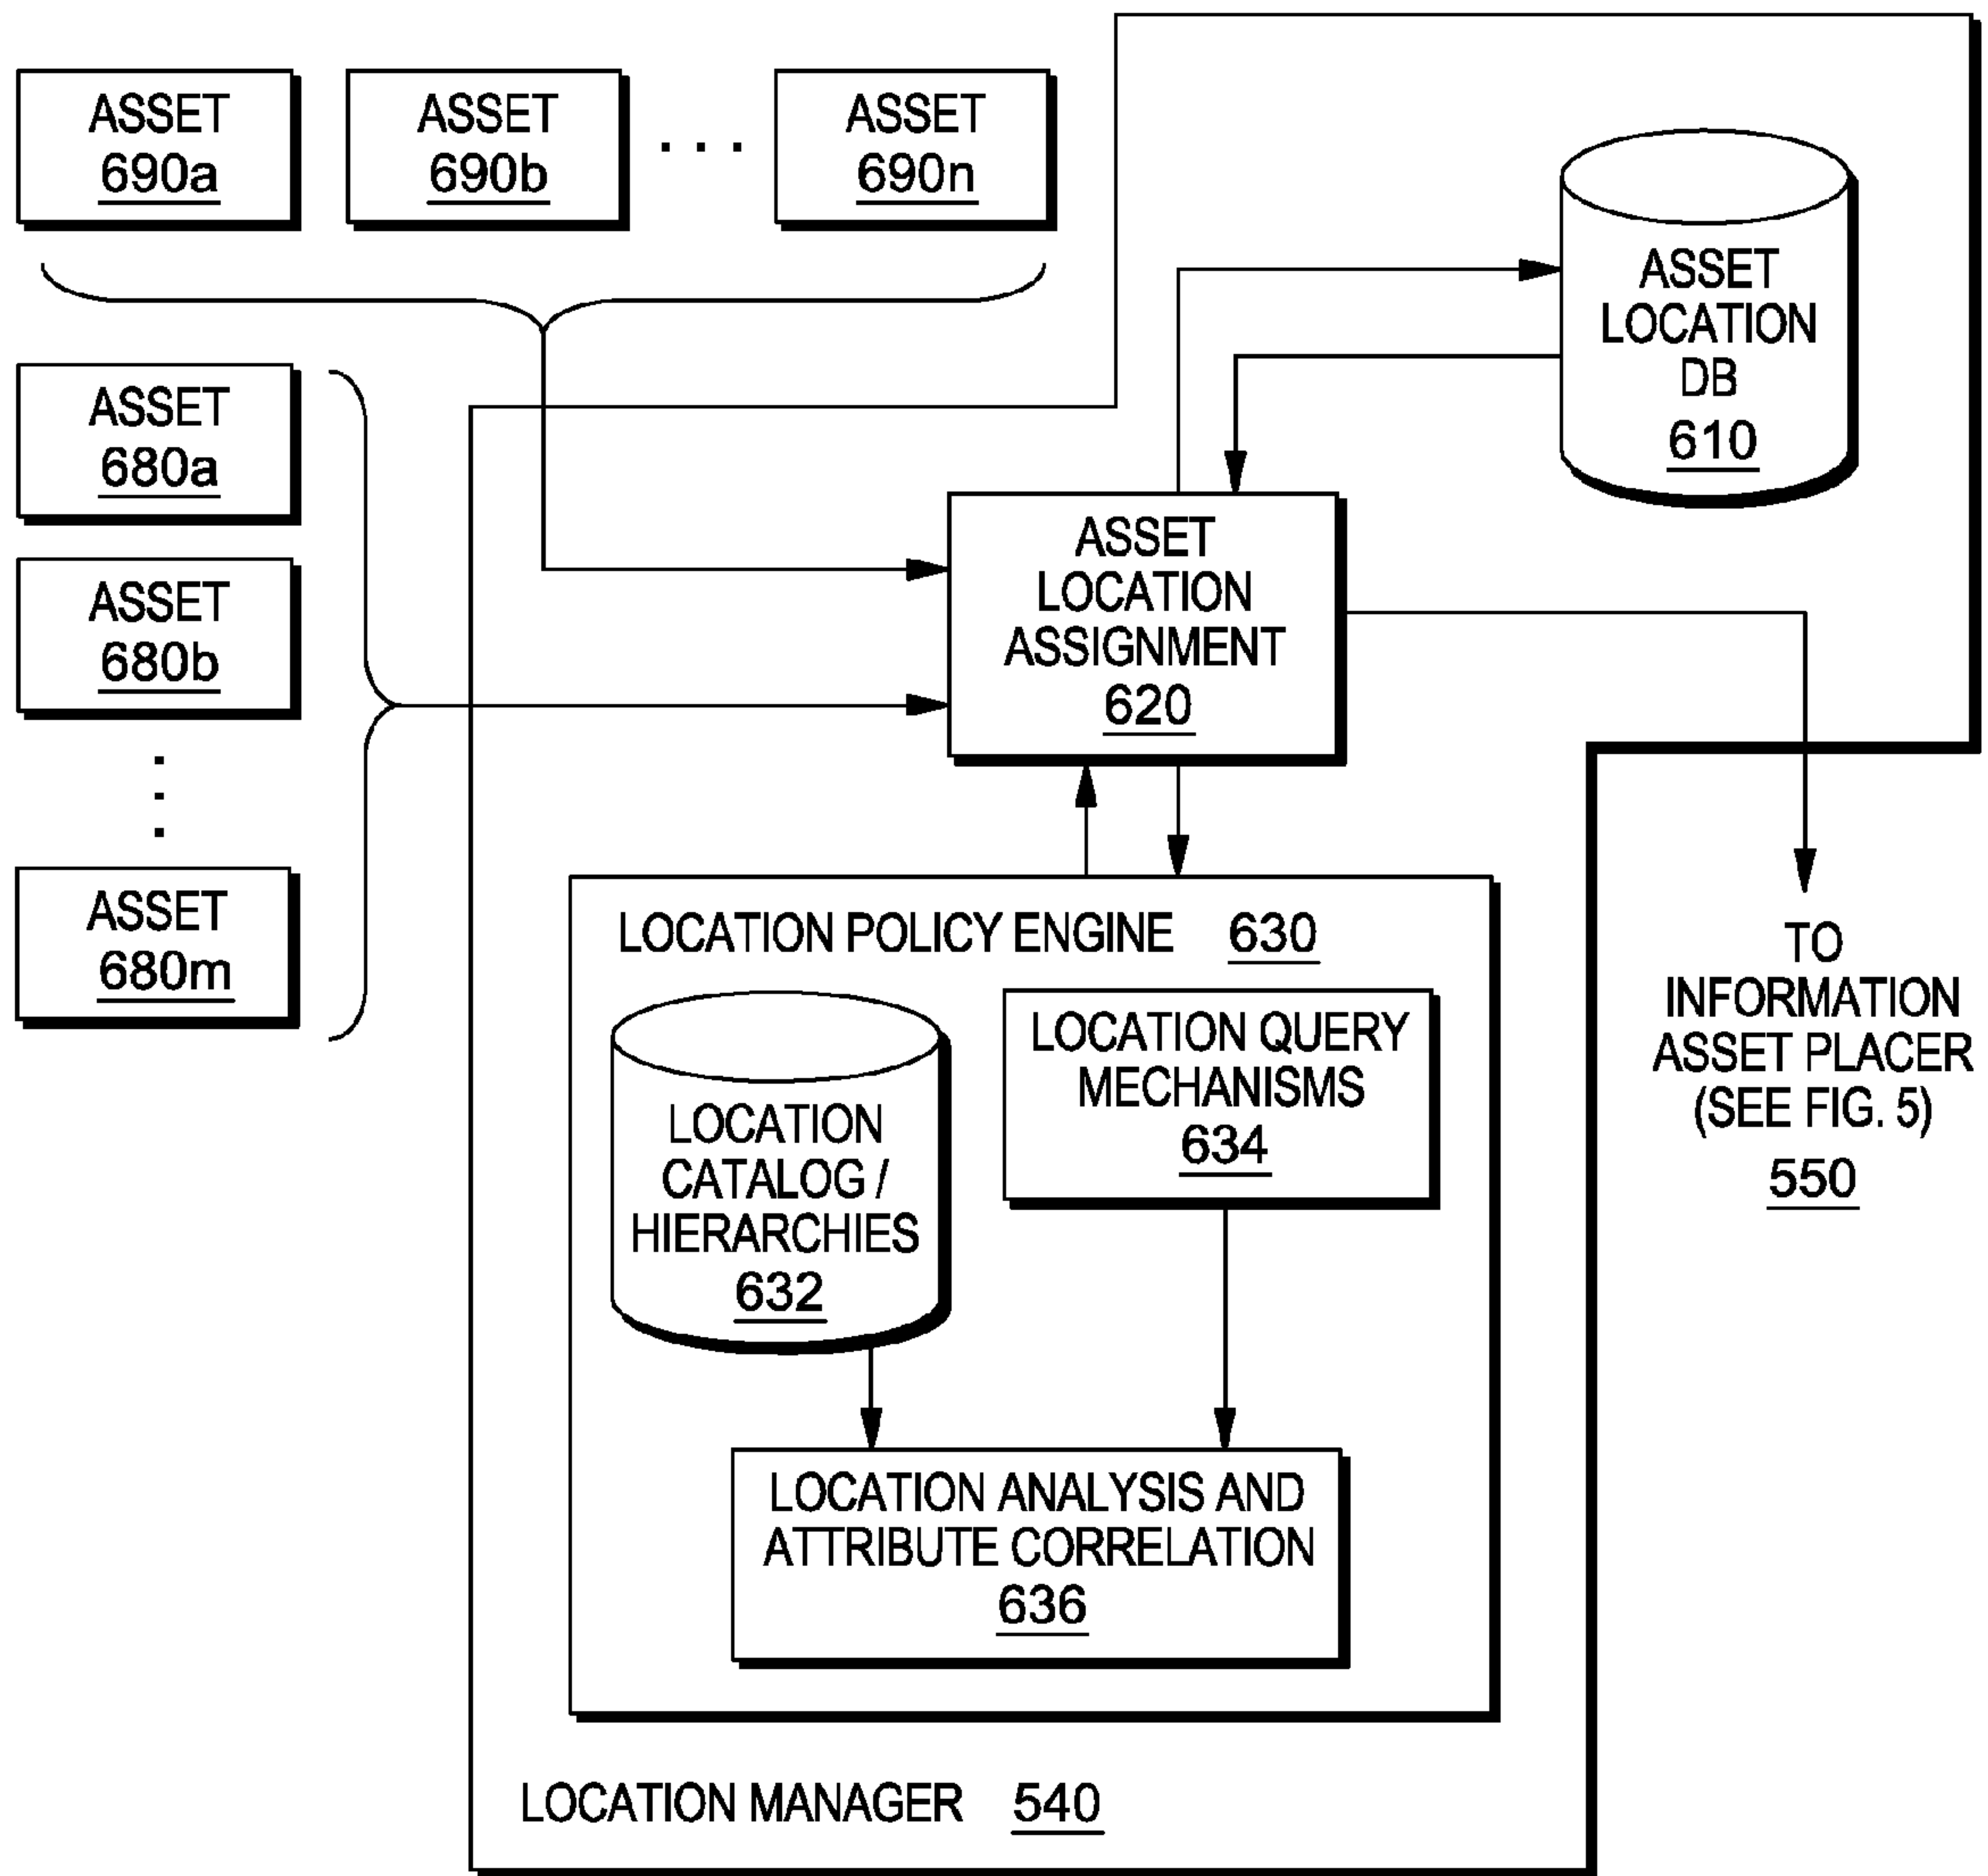 ASSET
690a
ASSET
690b
. . .
ASSET
690n
ASSET
680a
ASSET
680b
.
.
.
ASSET
680m
ASSET
LOCATION
DB
610
ASSET
LOCATION
ASSIGNMENT
620
LOCATION POLICY ENGINE 630
LOCATION
CATALOG /
HIERARCHIES
632
LOCATION QUERY
MECHANISMS
634
LOCATION ANALYSIS AND
ATTRIBUTE CORRELATION
636
TO
INFORMATION
ASSET PLACER
(SEE FIG. 5)
550
LOCATION MANAGER 540